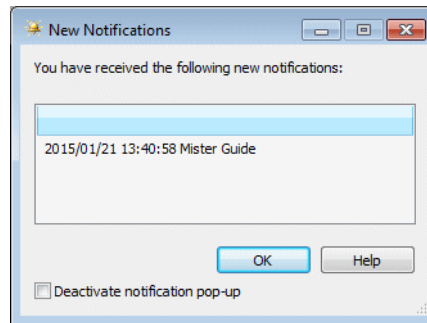 New Notifications
You have received the following new notifications:
2015/01/21 13:40:58 Mister Guide
OK Help
Deactivate notification pop-up